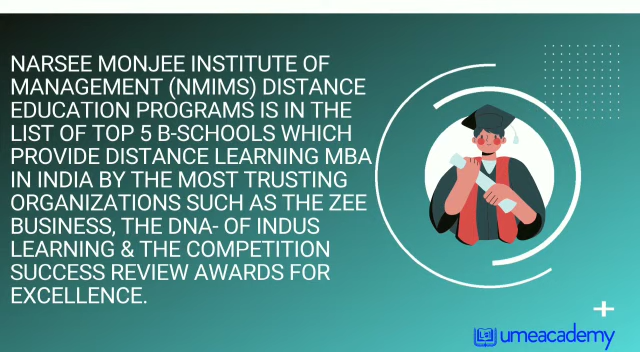 NARSEE MONJEE INSTITUTE OF
MANAGEMENT (NMIMS) DISTANCE
EDUCATION PROGRAMS IS IN THE
LIST OF TOP 5 B-SCHOOLS WHICH
PROVIDE DISTANCE LEARNING MBA
IN INDIA BY THE MOST TRUSTING
ORGANIZATIONS SUCH AS THE ZEE
BUSINESS, THE DNA- OF INDUS
LEARNING & THE COMPETITION
SUCCESS REVIEW AWARDS FOR
EXCELLENCE.
umeacademy